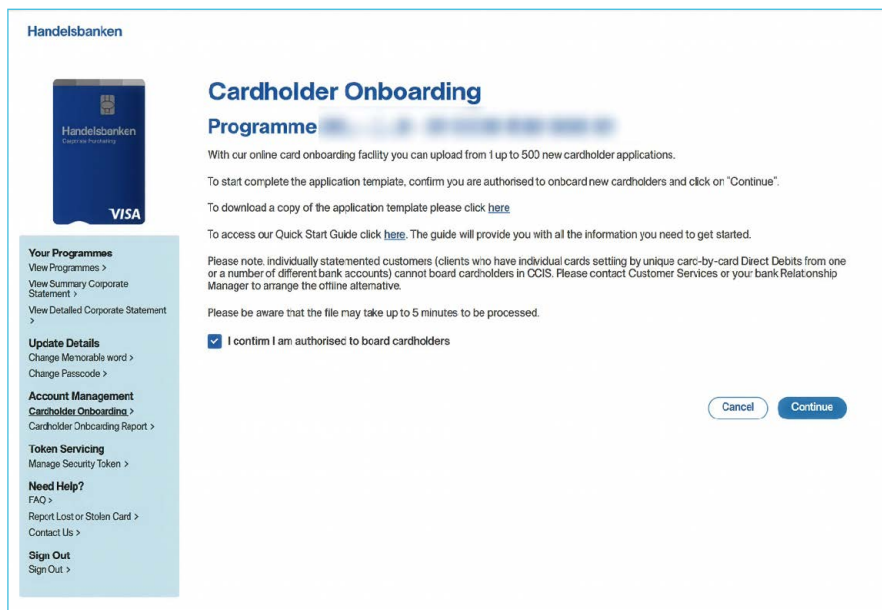 Handelsbanken
Handelsbanken
Corporate Purchasing
VISA
Your Programmes
View Programmes >
View Summary Corporate
Statement >
View Detailed Corporate Statement
>
Update Details
Change Memorable word >
Change Passcode >
Account Management
Cardholder Onboarding >
Cardholder Onboarding Report >
Token Servicing
Manage Security Token >
Need Help?
FAQ >
Report Lost or Stolen Card >
Contact Us >
Sign Out
Sign Out >
Cardholder Onboarding
Programme
With our online card onboarding facility you can upload from 1 up to 500 new cardholder applications.
To start complete the application template, confirm you are authorised to onboard new cardholders and click on "Continue".
To download a copy of the application template please click here
To access our Quick Start Guide click here. The guide will provide you with all the information you need to get started.
Please note, individually statemented customers (clients who have individual cards settling by unique card-by-card Direct Debits from one
or a number of different bank accounts) cannot board cardholders in CCIS. Please contact Customer Services or your bank Relationship
Manager to arrange the offline alternative.
Please be aware that the file may take up to 5 minutes to be processed.
I confirm I am authorised to board cardholders
Cancel
Continue